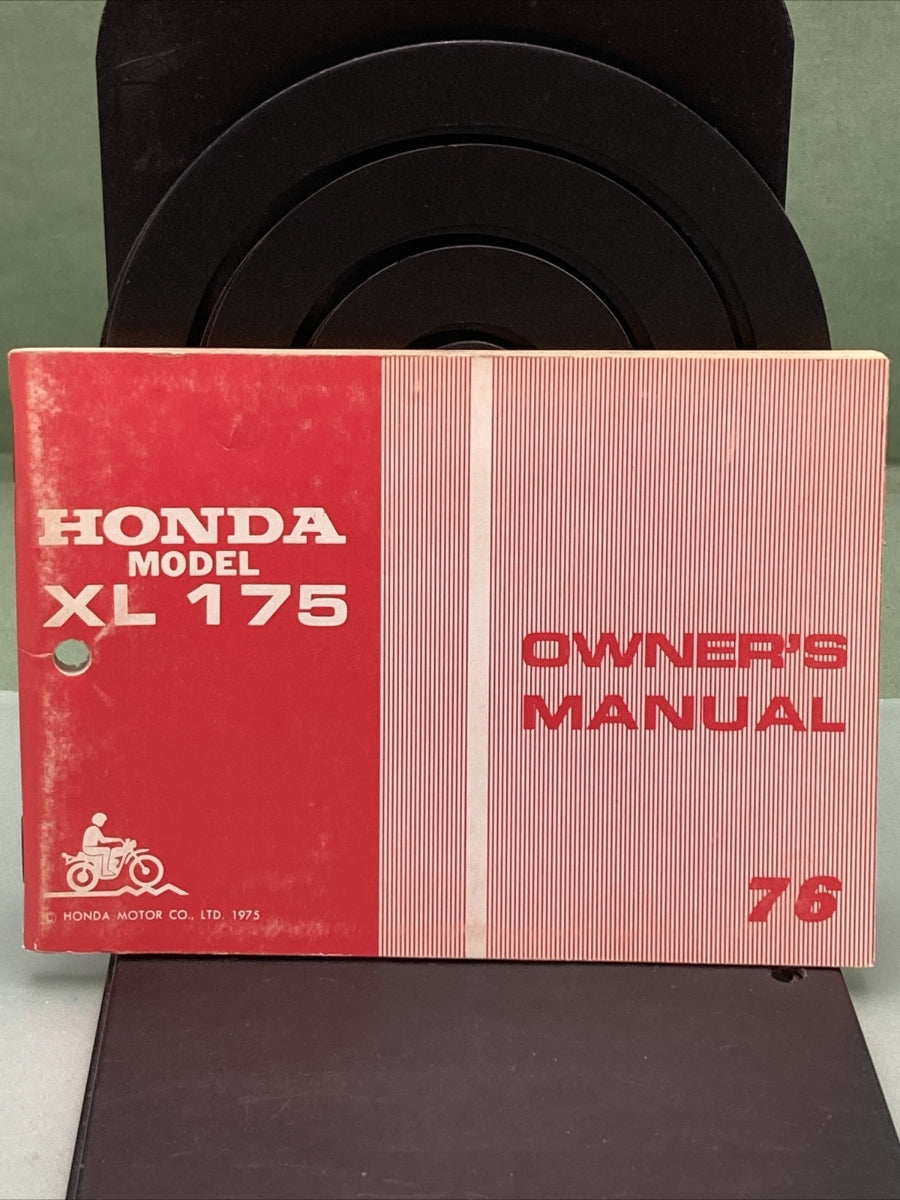 HONDA
MODEL
XL 175
OWNER'S
MANUAL
76
© HONDA MOTOR CO., LTD. 1975